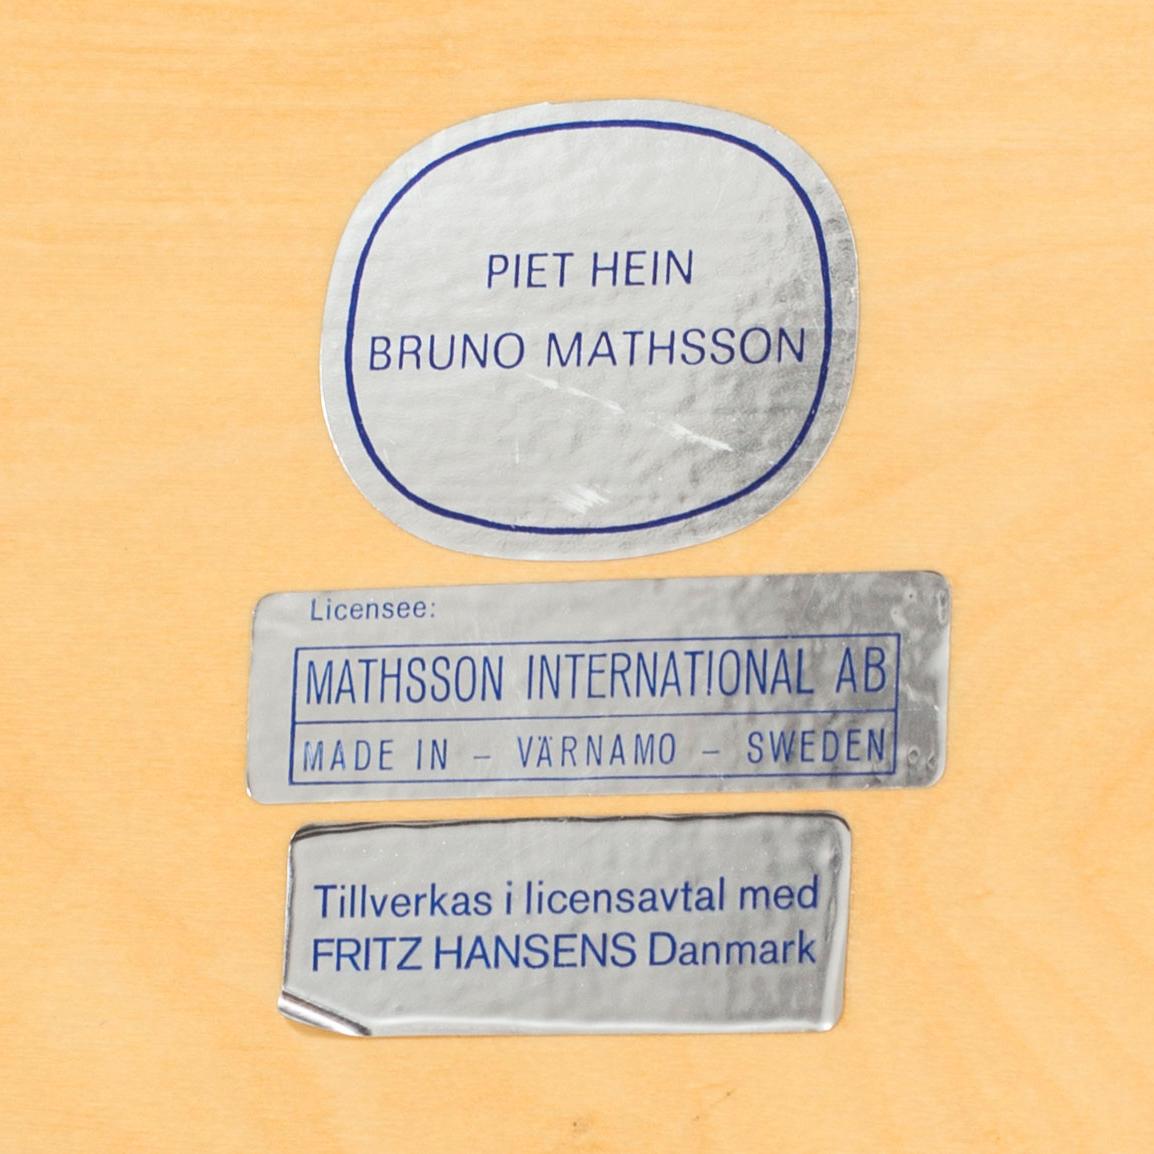 PIET HEIN
BRUNO MATHSSON
Licensee:
MATHSSON INTERNATIONAL AB
MADE IN - VÄRNAMO - SWEDEN
Tillverkas i licensavtal med
FRITZ HANSENS Danmark